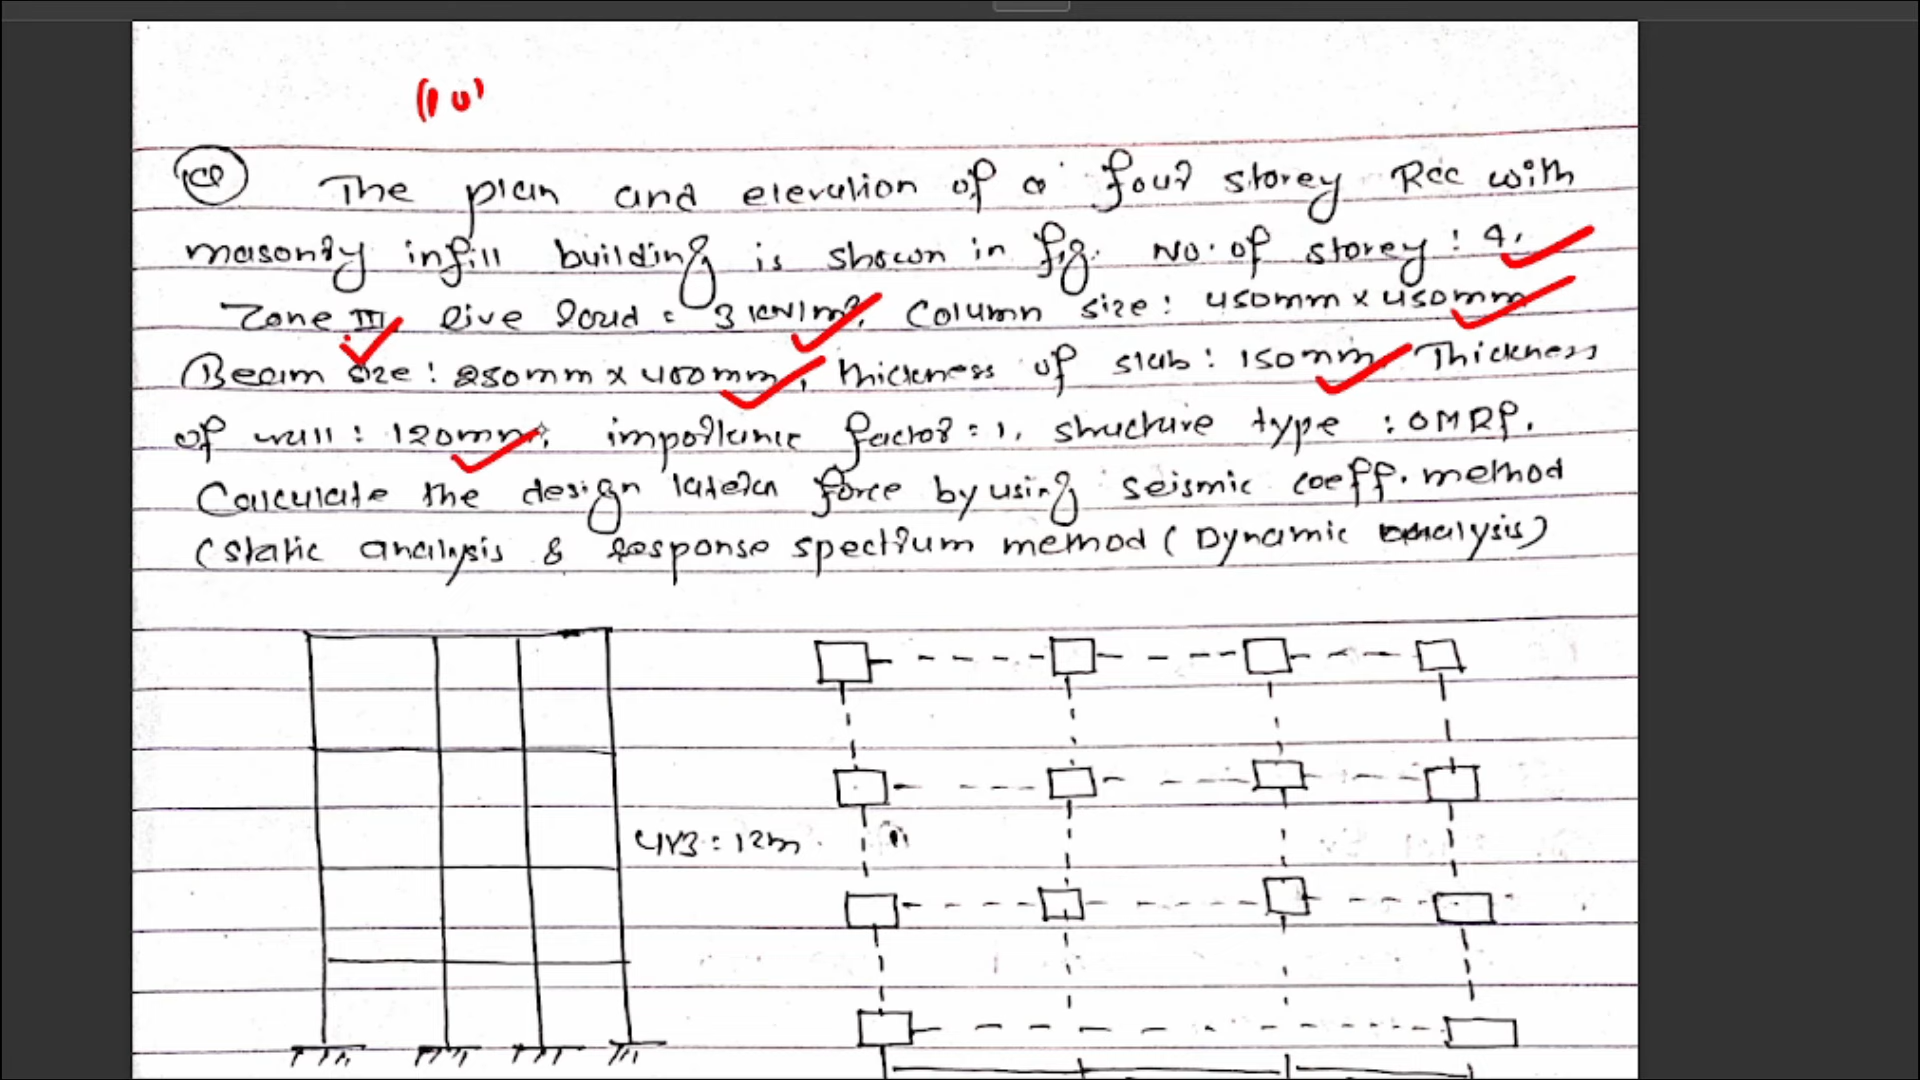 (10)
Q The plan and elevation of a four storey Rcc with
masonry infill building is shown in fig. No. of storey : 4,
Zone III, live load = 3 kN/m², Column size : 450mm x 450mm
Beam size : 250mm x 400mm, thickness of slab : 150mm Thickness
of wall : 120mm, importance factor = 1, structure type : OMRF.
Calculate the design lateral force by using seismic coeff. method
(static analysis & response spectrum method (Dynamic analysis)
4x3 = 12m